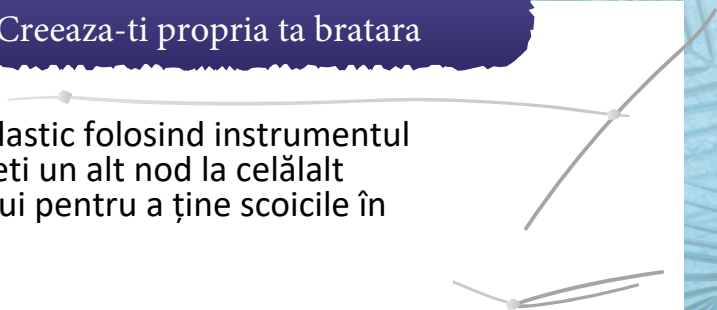 Creeaza-ti propria ta bratara
lastic folosind instrumentul
eti un alt nod la celălalt
ui pentru a ține scoicile în